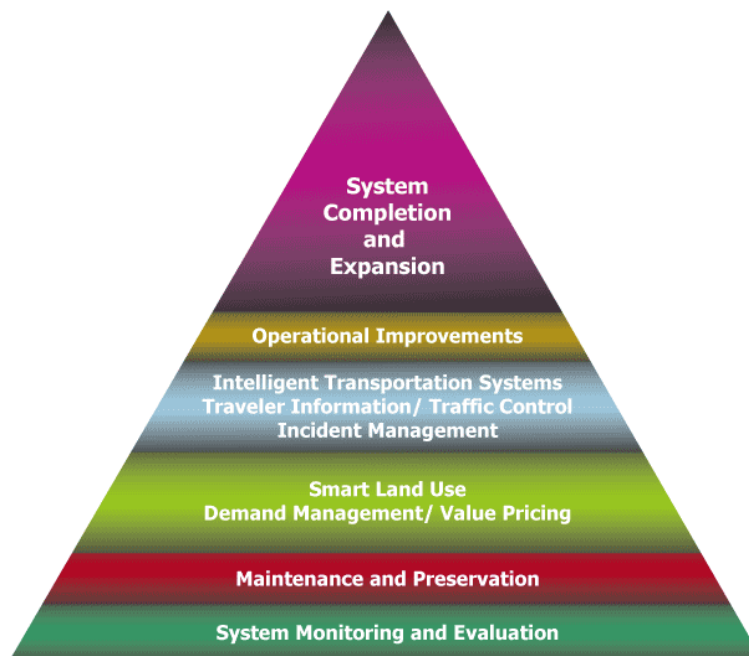 System
Completion
and
Expansion
Operational Improvements
Intelligent Transportation Systems
Traveler Information/ Traffic Control
Incident Management
Smart Land Use
Demand Management/ Value Pricing
Maintenance and Preservation
System Monitoring and Evaluation